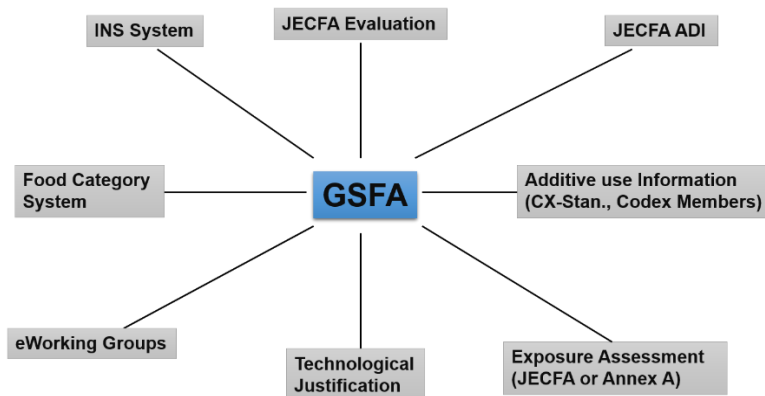 INS System
JECFA Evaluation
JECFA ADI
Food Category
System
GSFA
Additive use Information
(CX-Stan., Codex Members)
eWorking Groups
Technological
Justification
Exposure Assessment
(JECFA or Annex A)